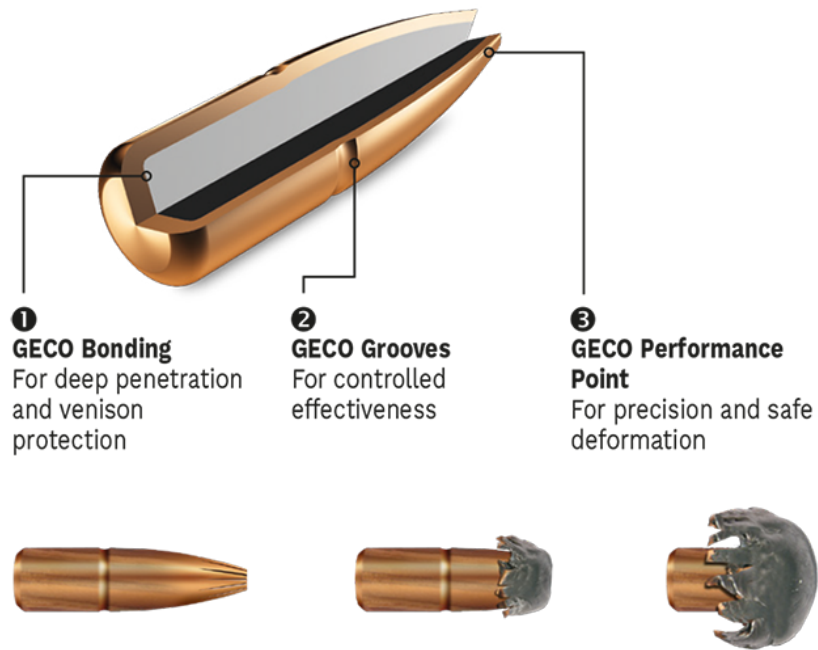 1
GECO Bonding
For deep penetration
and venison
protection
2
GECO Grooves
For controlled
effectiveness
3
GECO Performance
Point
For precision and safe
deformation